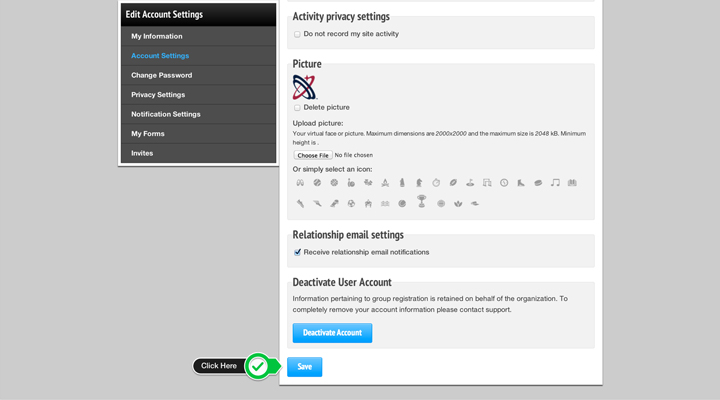 Edit Account Settings
My Information
Account Settings
Change Password
Privacy Settings
Notification Settings
My Forms
Invites
Activity privacy settings
Do not record my site activity
Picture
Delete picture
Upload picture:
Your virtual face or picture. Maximum dimensions are 2000x2000 and the maximum size is 2048 kB. Minimum
height is .
Choose File No file chosen
Or simply select an icon:
Relationship email settings
Receive relationship email notifications
Deactivate User Account
Information pertaining to group registration is retained on behalf of the organization. To
completely remove your account information please contact support.
Deactivate Account
Click Here
Save